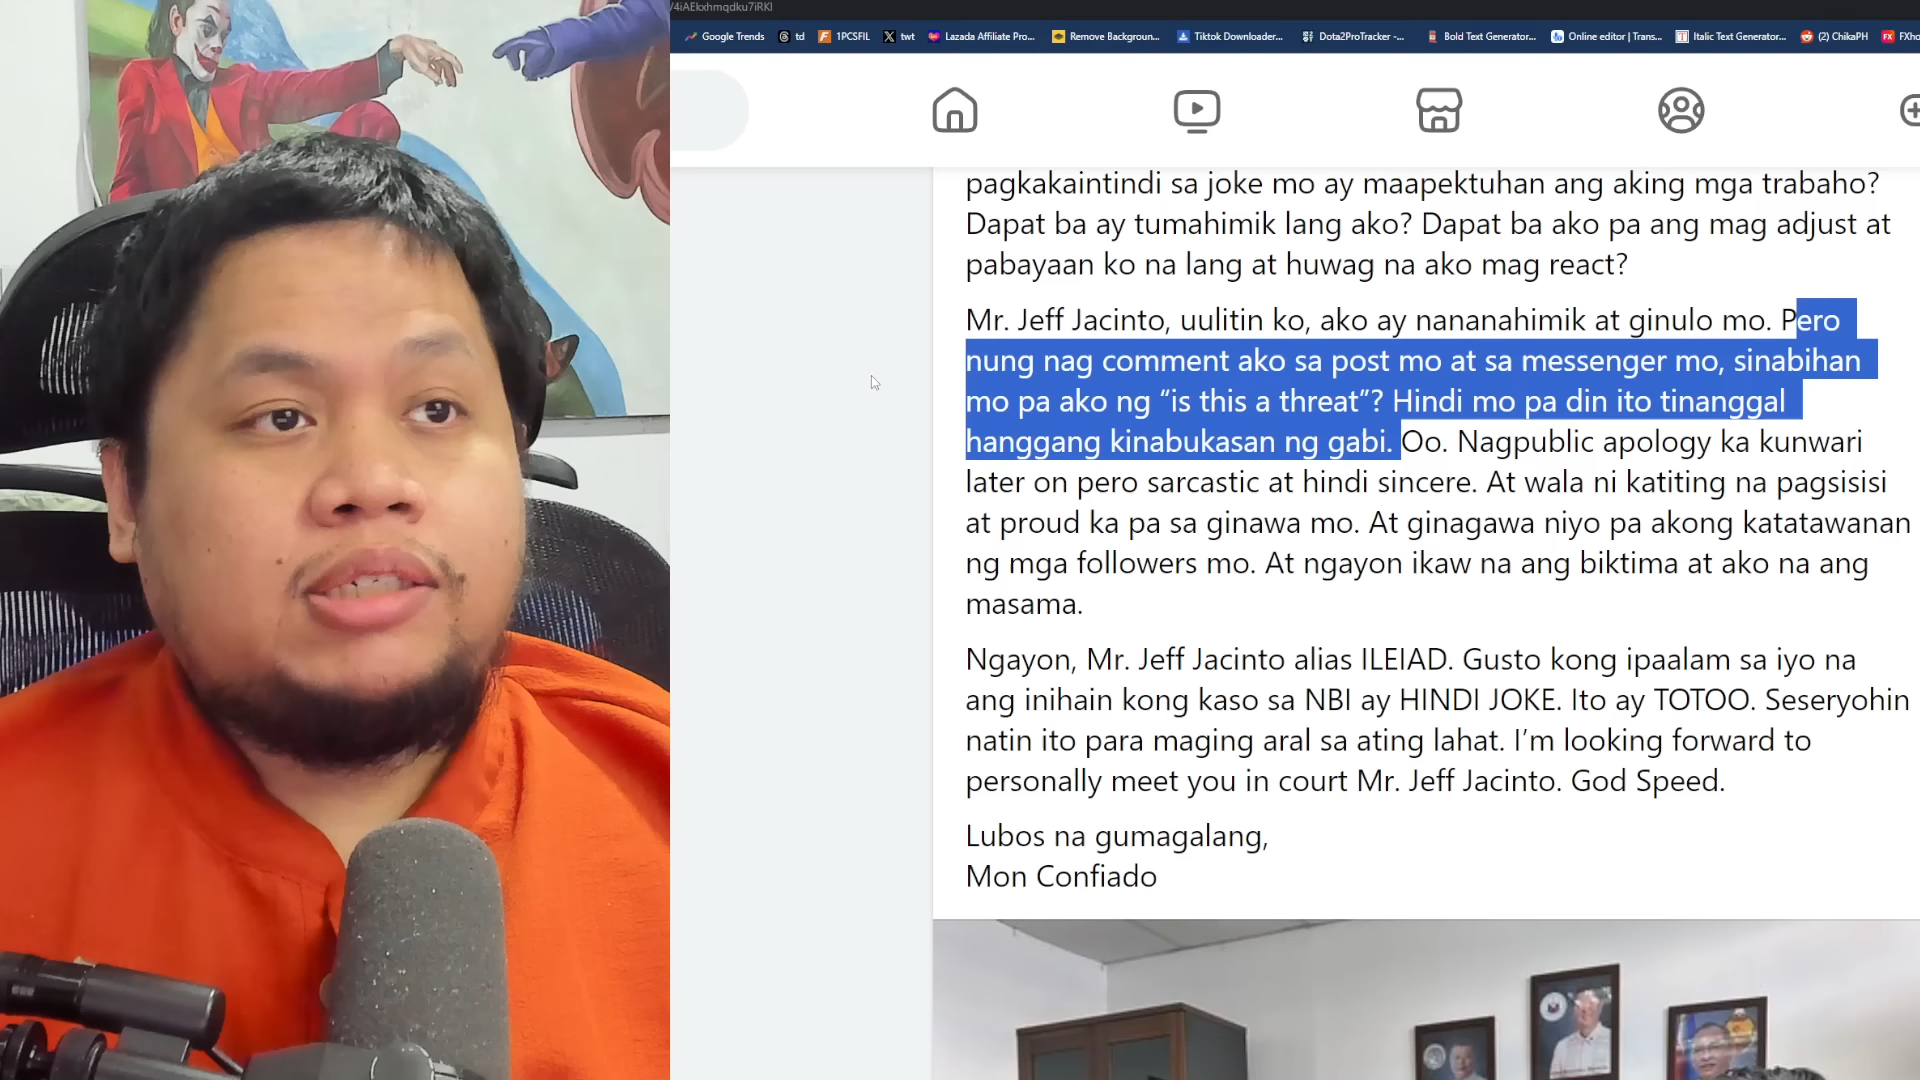 /4iAEkxhmqdku7iRKl
Google Trends td 1PCSFIL twt Lazada Affiliate Pro... Remove Backgroun... Tiktok Downloader... Dota2ProTracker -... Bold Text Generator... Online editor | Trans... Italic Text Generator... (2) ChikaPH FXho
pagkakaintindi sa joke mo ay maapektuhan ang aking mga trabaho?
Dapat ba ay tumahimik lang ako? Dapat ba ako pa ang mag adjust at
pabayaan ko na lang at huwag na ako mag react?
Mr. Jeff Jacinto, uulitin ko, ako ay nananahimik at ginulo mo. Pero
nung nag comment ako sa post mo at sa messenger mo, sinabihan
mo pa ako ng “is this a threat”? Hindi mo pa din ito tinanggal
hanggang kinabukasan ng gabi. Oo. Nagpublic apology ka kunwari
later on pero sarcastic at hindi sincere. At wala ni katiting na pagsisisi
at proud ka pa sa ginawa mo. At ginagawa niyo pa akong katatawanan
ng mga followers mo. At ngayon ikaw na ang biktima at ako na ang
masama.
Ngayon, Mr. Jeff Jacinto alias ILEIAD. Gusto kong ipaalam sa iyo na
ang inihain kong kaso sa NBI ay HINDI JOKE. Ito ay TOTOO. Seseryohin
natin ito para maging aral sa ating lahat. I’m looking forward to
personally meet you in court Mr. Jeff Jacinto. God Speed.
Lubos na gumagalang,
Mon Confiado